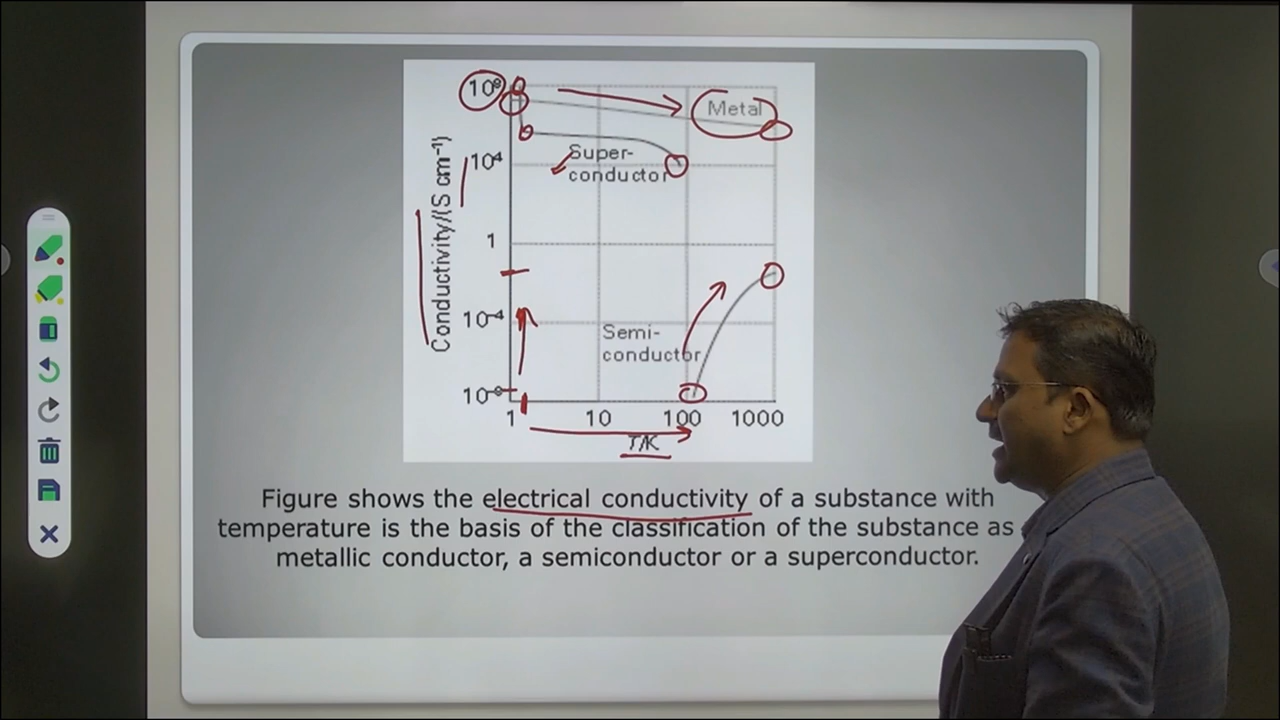 10⁸
Metal
Super-
conductor
10⁴
Conductivity/(S cm⁻¹)
1
10⁻⁴
Semi-
conductor
10⁻⁸
1 10 100 1000
T/K
Figure shows the electrical conductivity of a substance with
temperature is the basis of the classification of the substance as
metallic conductor, a semiconductor or a superconductor.